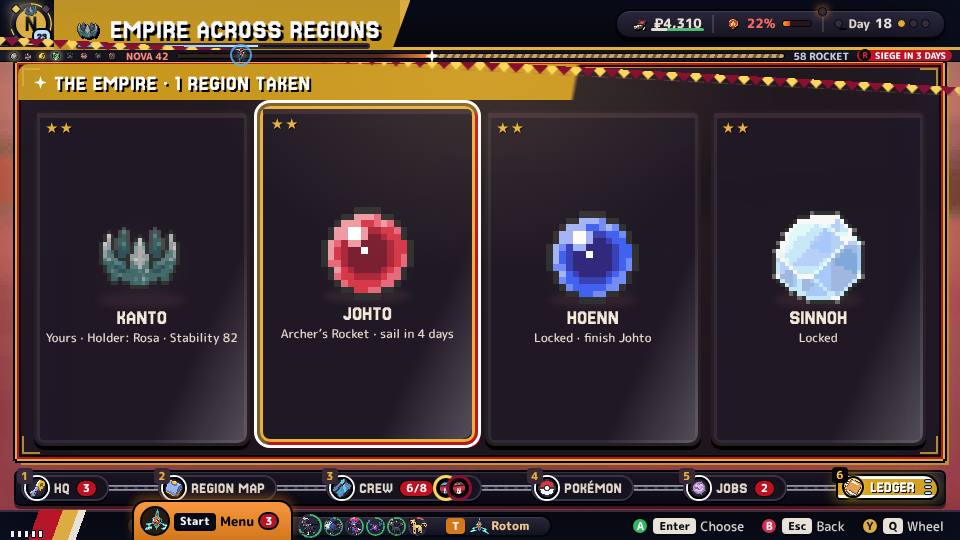 N
EMPIRE ACROSS REGIONS
₽4,310
22%
Day 18
NOVA 42
58 ROCKET
R SIEGE IN 3 DAYS
THE EMPIRE · 1 REGION TAKEN
KANTO
Yours · Holder: Rosa · Stability 82
JOHTO
Archer's Rocket · sail in 4 days
HOENN
Locked · finish Johto
SINNOH
Locked
1 HQ 3
2 REGION MAP
3 CREW 6/8
4 POKÉMON
5 JOBS 2
6 LEDGER
Start Menu 3
T Rotom
A Enter Choose
B Esc Back
Y Q Wheel